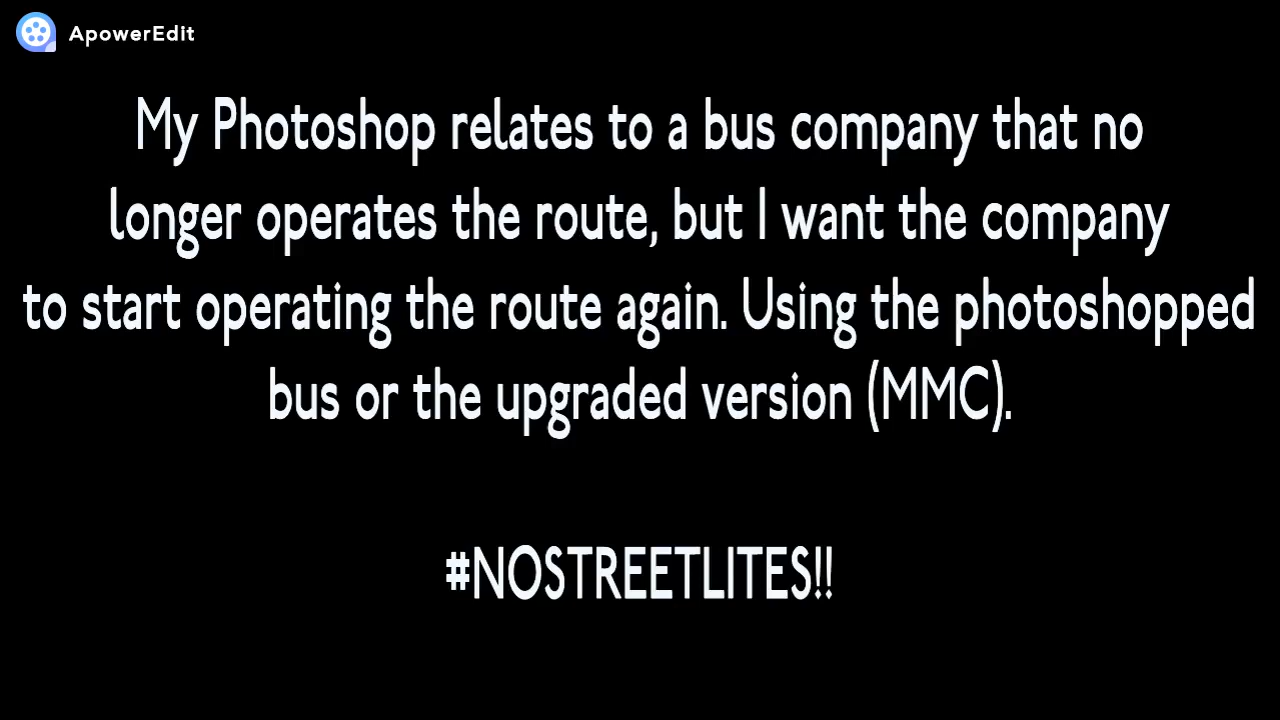 ApowerEdit
My Photoshop relates to a bus company that no
longer operates the route, but I want the company
to start operating the route again. Using the photoshopped
bus or the upgraded version (MMC).
#NOSTREETLITES!!